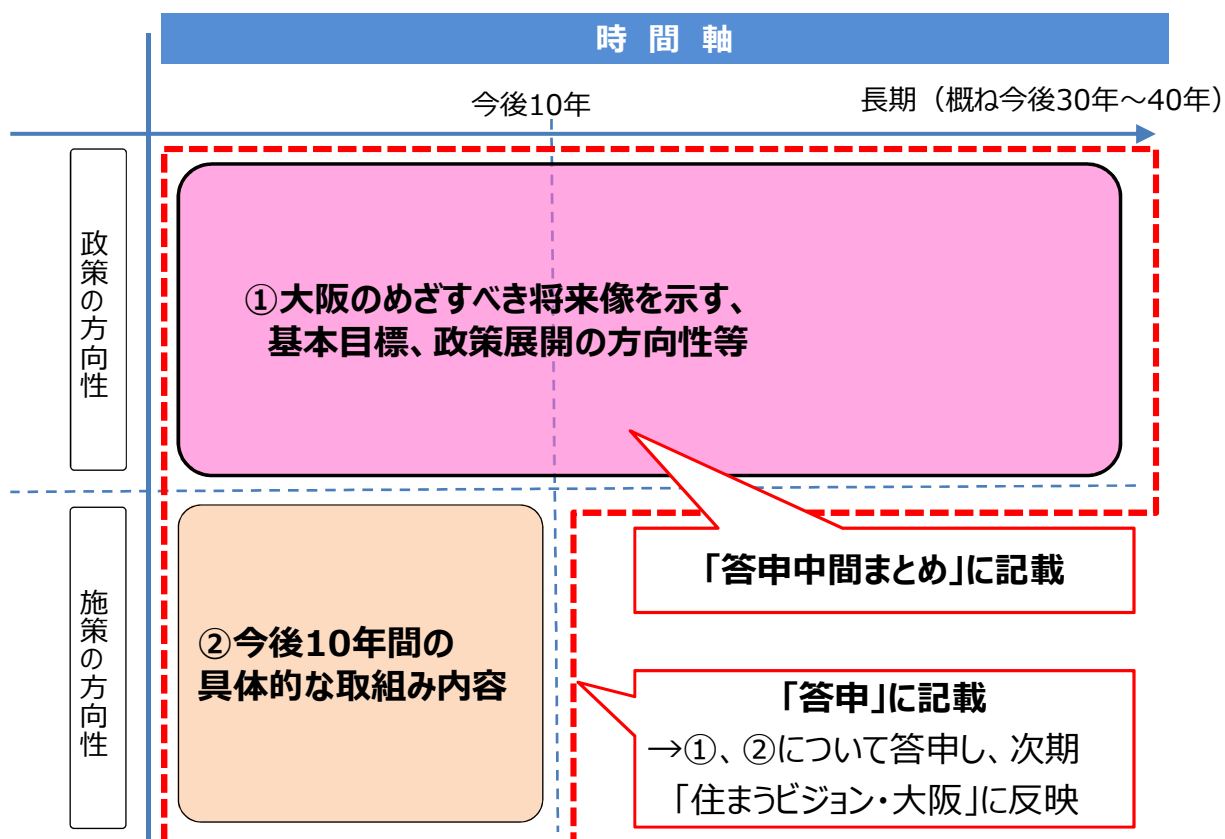 時間軸
今後10年
長期（概ね今後30年～40年）
政策の方向性
①大阪のめざすべき将来像を示す、
基本目標、政策展開の方向性等
「答申中間まとめ」に記載
施策の方向性
②今後10年間の
具体的な取組み内容
「答申」に記載
→①、②について答申し、次期
「住まうビジョン・大阪」に反映